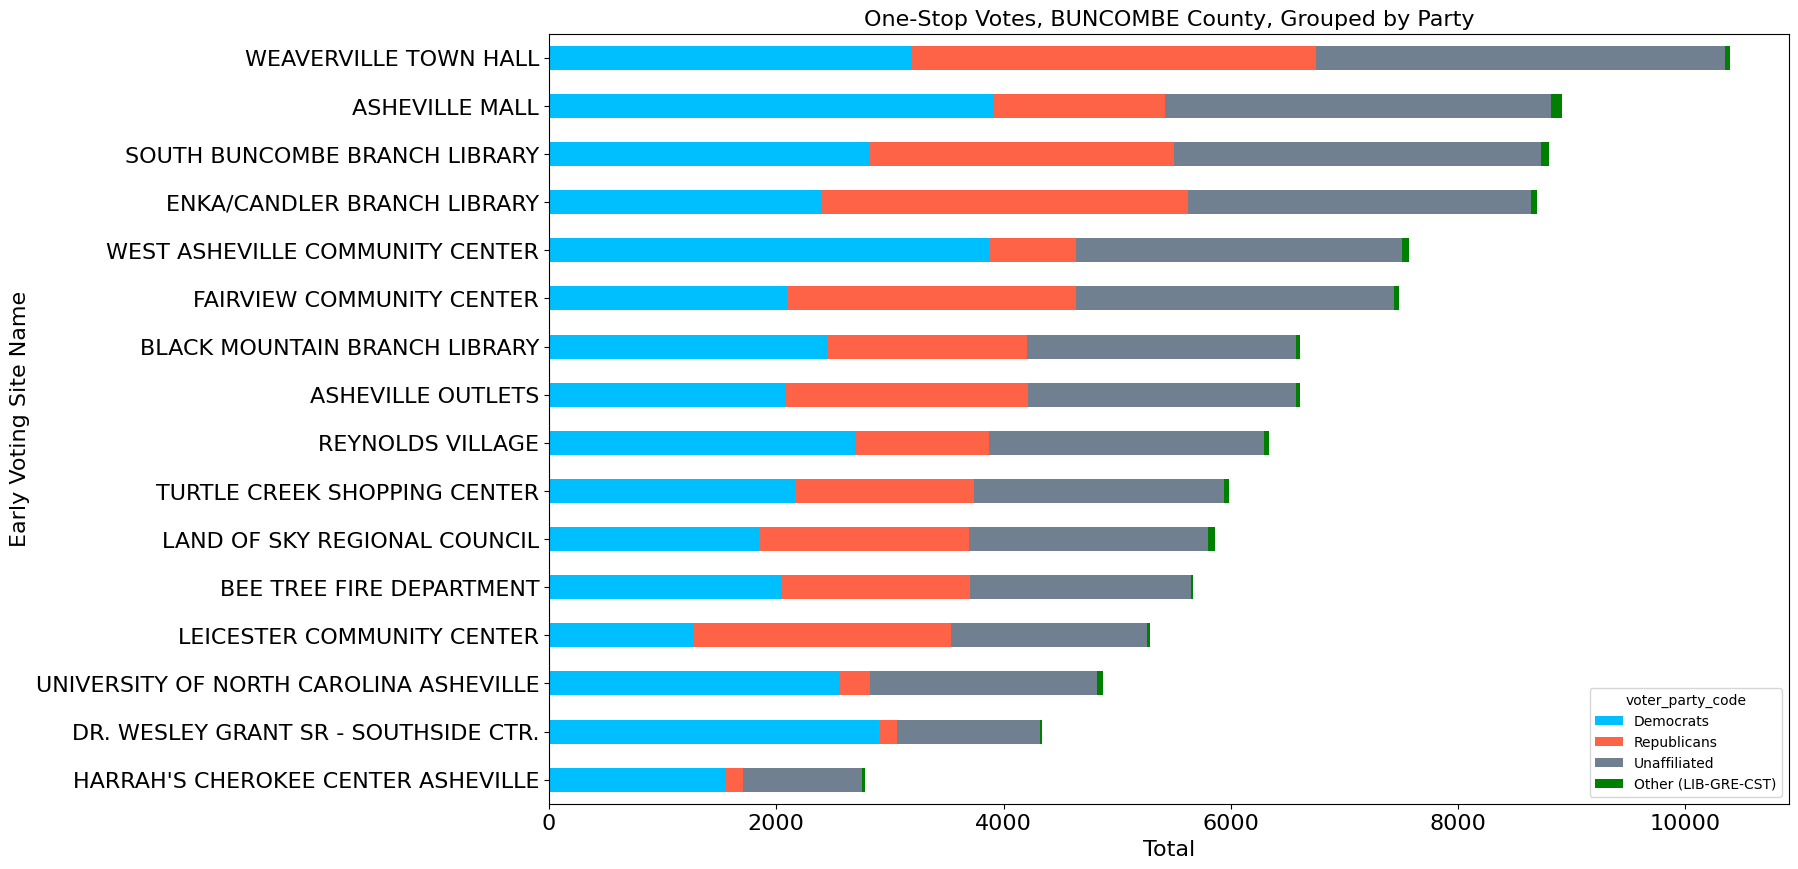 One-Stop Votes, BUNCOMBE County, Grouped by Party
Early Voting Site Name
WEAVERVILLE TOWN HALL
ASHEVILLE MALL
SOUTH BUNCOMBE BRANCH LIBRARY
ENKA/CANDLER BRANCH LIBRARY
WEST ASHEVILLE COMMUNITY CENTER
FAIRVIEW COMMUNITY CENTER
BLACK MOUNTAIN BRANCH LIBRARY
ASHEVILLE OUTLETS
REYNOLDS VILLAGE
TURTLE CREEK SHOPPING CENTER
LAND OF SKY REGIONAL COUNCIL
BEE TREE FIRE DEPARTMENT
LEICESTER COMMUNITY CENTER
UNIVERSITY OF NORTH CAROLINA ASHEVILLE
DR. WESLEY GRANT SR - SOUTHSIDE CTR.
HARRAH'S CHEROKEE CENTER ASHEVILLE
voter_party_code
Democrats
Republicans
Unaffiliated
Other (LIB-GRE-CST)
0 2000 4000 6000 8000 10000
Total